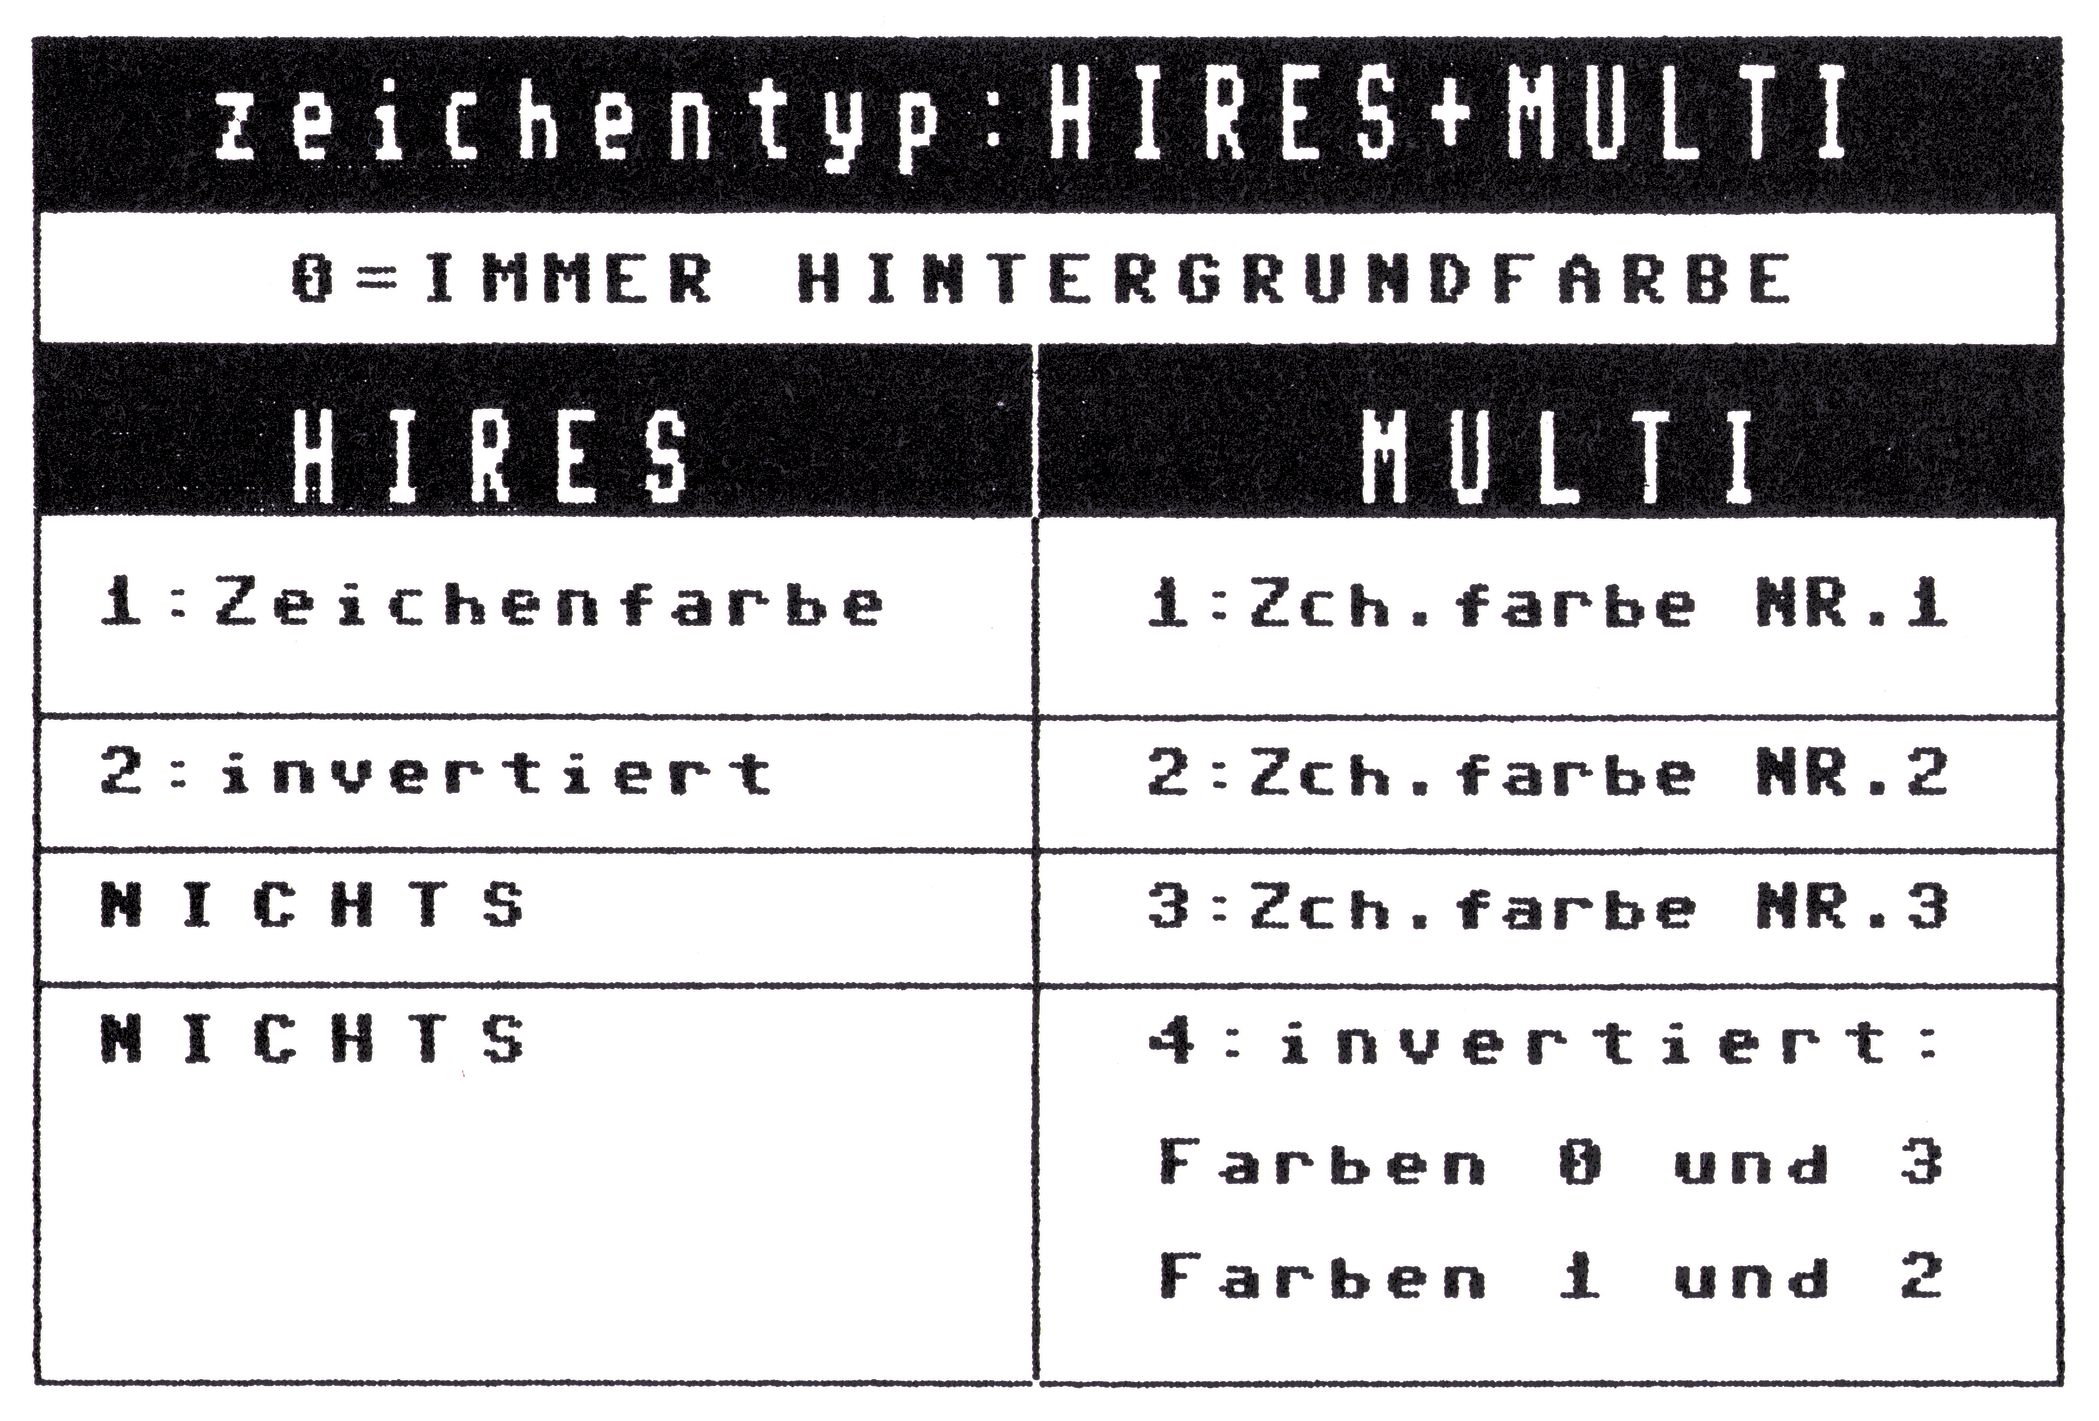 zeichentyp:HIRES+MULTI
0=IMMER HINTERGRUNDFARBE
HIRES MULTI
1:Zeichenfarbe 1:Zch.farbe NR.1
2:invertiert 2:Zch.farbe NR.2
NICHTS 3:Zch.farbe NR.3
NICHTS 4:invertiert:
Farben 0 und 3
Farben 1 und 2